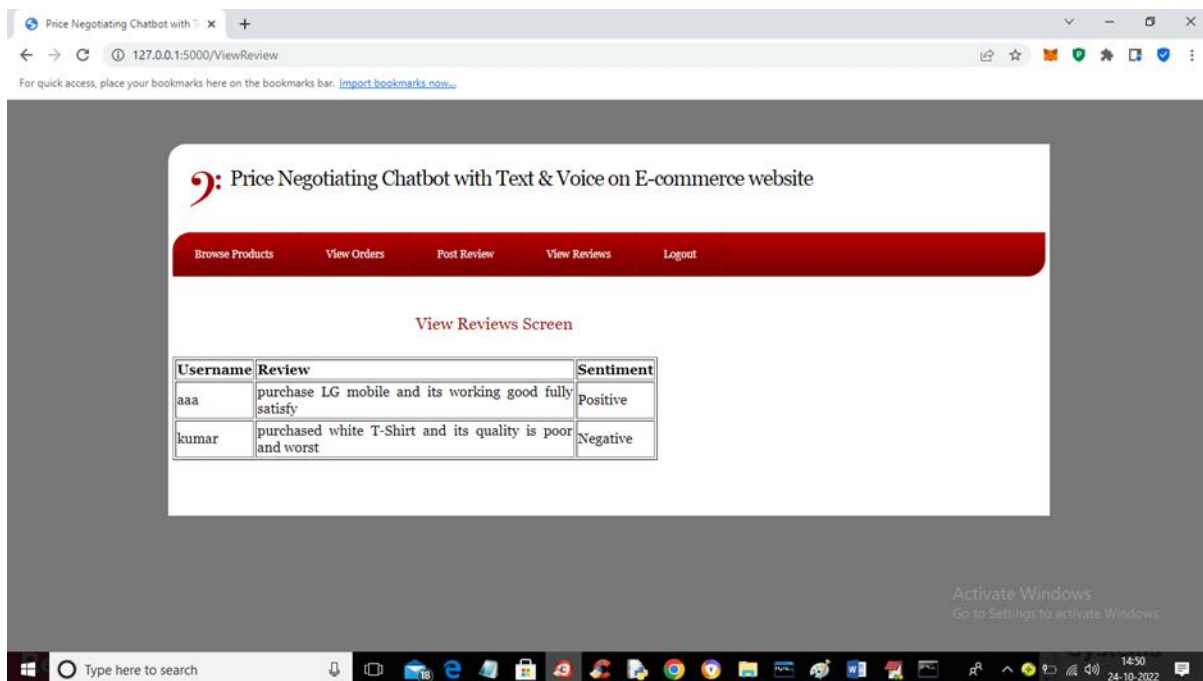 Price Negotiating Chatbot with T
127.0.0.1:5000/ViewReview
For quick access, place your bookmarks here on the bookmarks bar. Import bookmarks now...
Price Negotiating Chatbot with Text & Voice on E-commerce website
Browse Products View Orders Post Review View Reviews Logout
View Reviews Screen
Username Review Sentiment
aaa purchase LG mobile and its working good fully satisfy Positive
kumar purchased white T-Shirt and its quality is poor and worst Negative
Activate Windows
Go to Settings to activate Windows.
Type here to search
18
14:50
24-10-2022